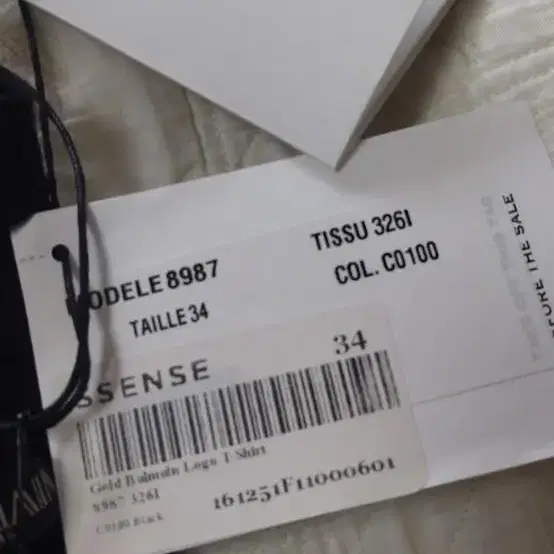 ODELE 8987
TISSU 326I
TAILLE 34
COL. C0100
34
SSENSE
Gold Balmain Logo T-Shirt
8987 326I
161251F11000601
C0100 Black
THE SALE